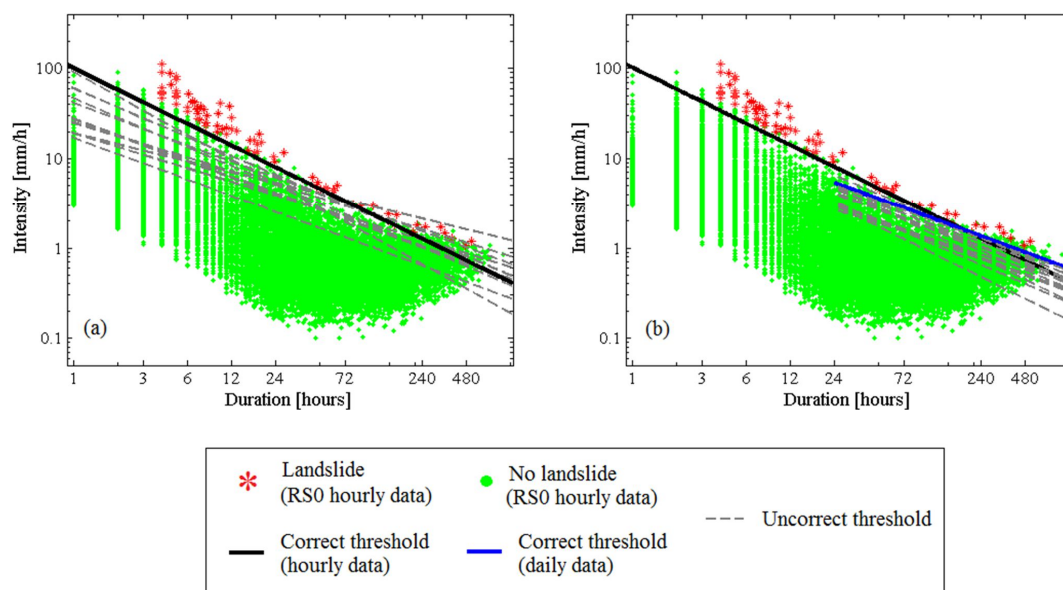 100
10
1
0.1
Intensity [mm/h]
(a)
1 3 6 12 24 72 240 480
Duration [hours]
100
10
1
0.1
Intensity [mm/h]
(b)
1 3 6 12 24 72 240 480
Duration [hours]
Landslide
(RS0 hourly data)
No landslide
(RS0 hourly data)
Correct threshold
(hourly data)
Correct threshold
(daily data)
Uncorrect threshold